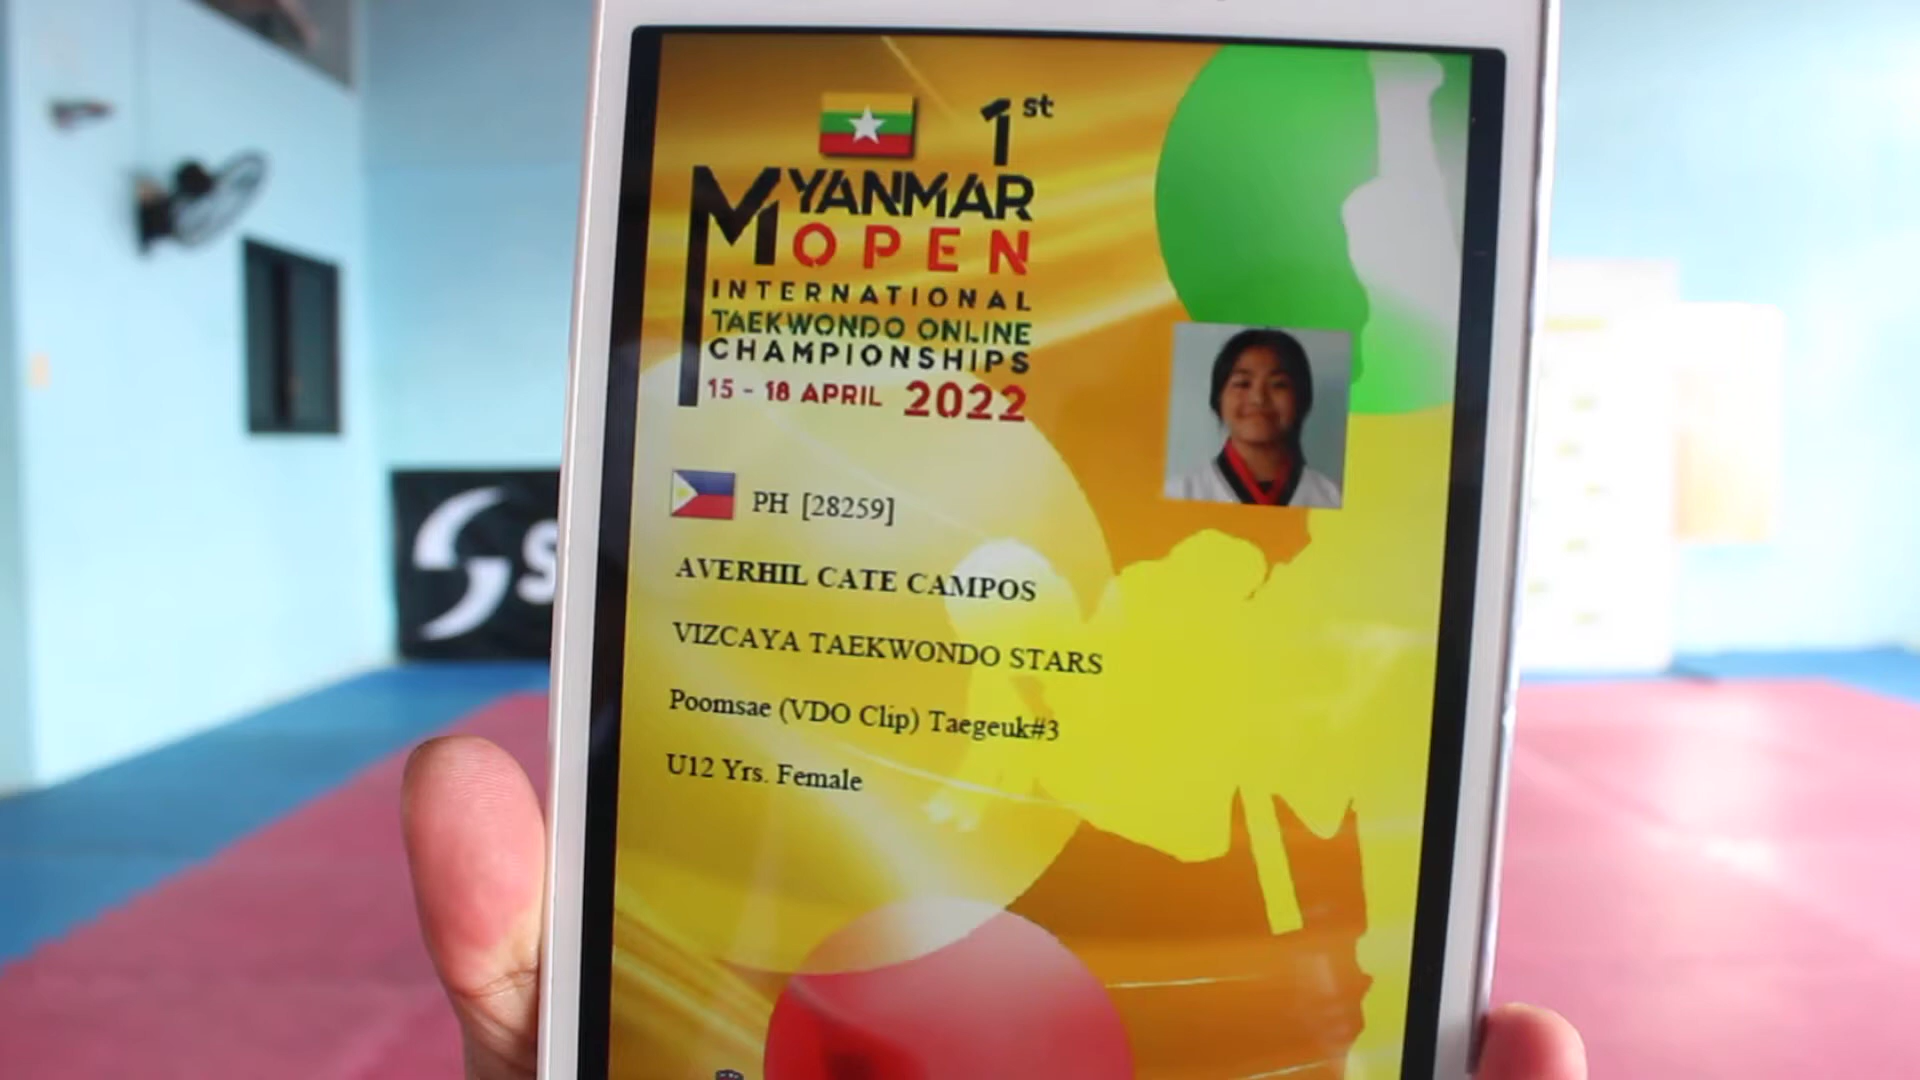 1st
MYANMAR
OPEN
INTERNATIONAL
TAEKWONDO ONLINE
CHAMPIONSHIPS
15 - 18 APRIL 2022
PH [28259]
AVERHIL CATE CAMPOS
VIZCAYA TAEKWONDO STARS
Poomsae (VDO Clip) Taegeuk#3
U12 Yrs. Female